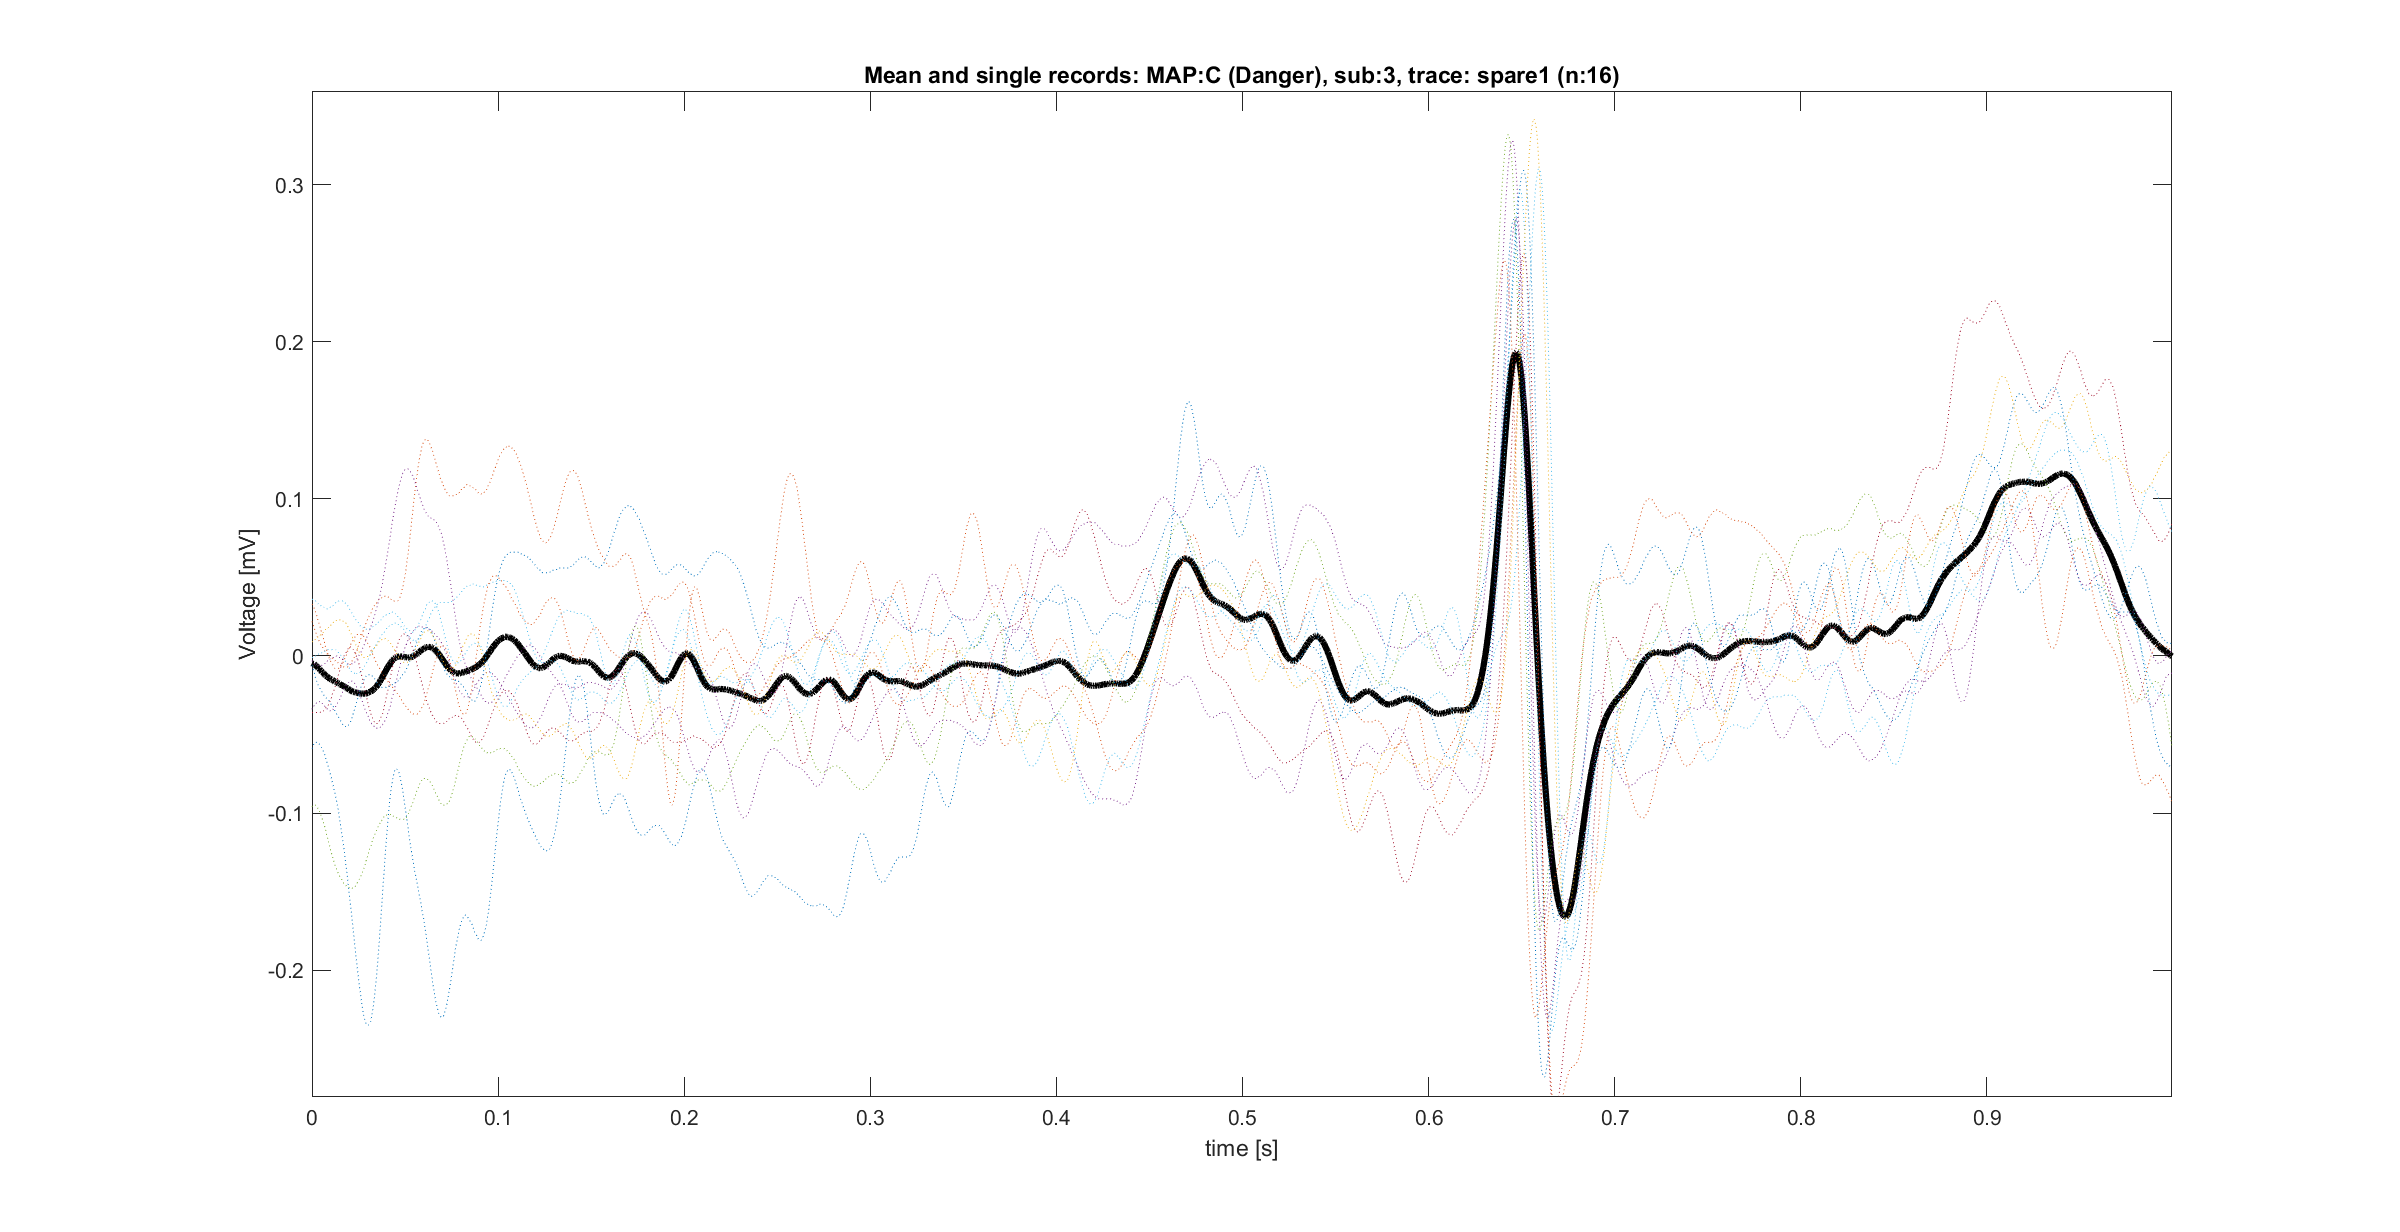 Mean and single records: MAP:C (Danger), sub:3, trace: spare1 (n:16)
Voltage [mV]
0.3
0.2
0.1
0
-0.1
-0.2
0 0.1 0.2 0.3 0.4 0.5 0.6 0.7 0.8 0.9
time [s]